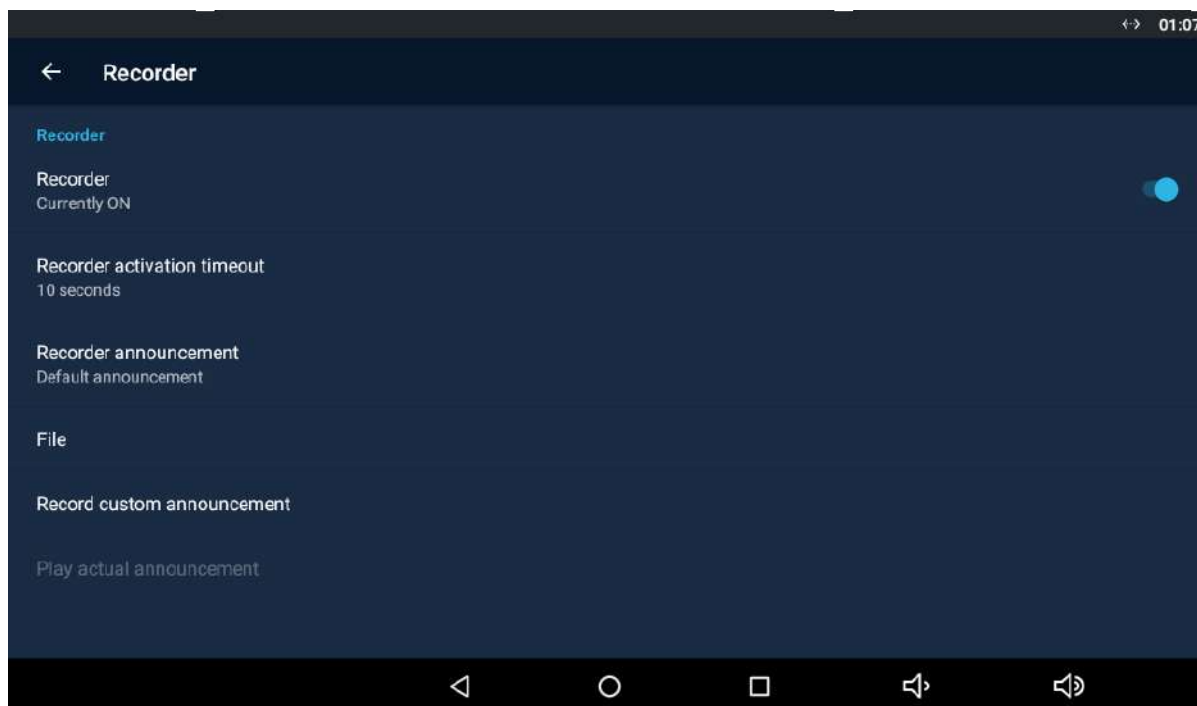 01:07
Recorder
Recorder
Recorder
Currently ON
Recorder activation timeout
10 seconds
Recorder announcement
Default announcement
File
Record custom announcement
Play actual announcement